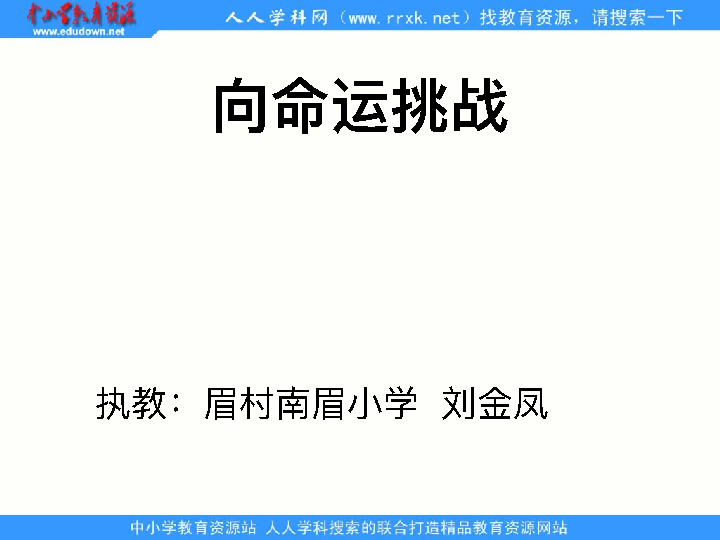 中小学教育资源
www.edudown.net
人人学科网（www.rrxk.net）找教育资源，请搜索一下
向命运挑战
执教：眉村南眉小学 刘金凤
中小学教育资源站 人人学科搜索的联合打造精品教育资源网站